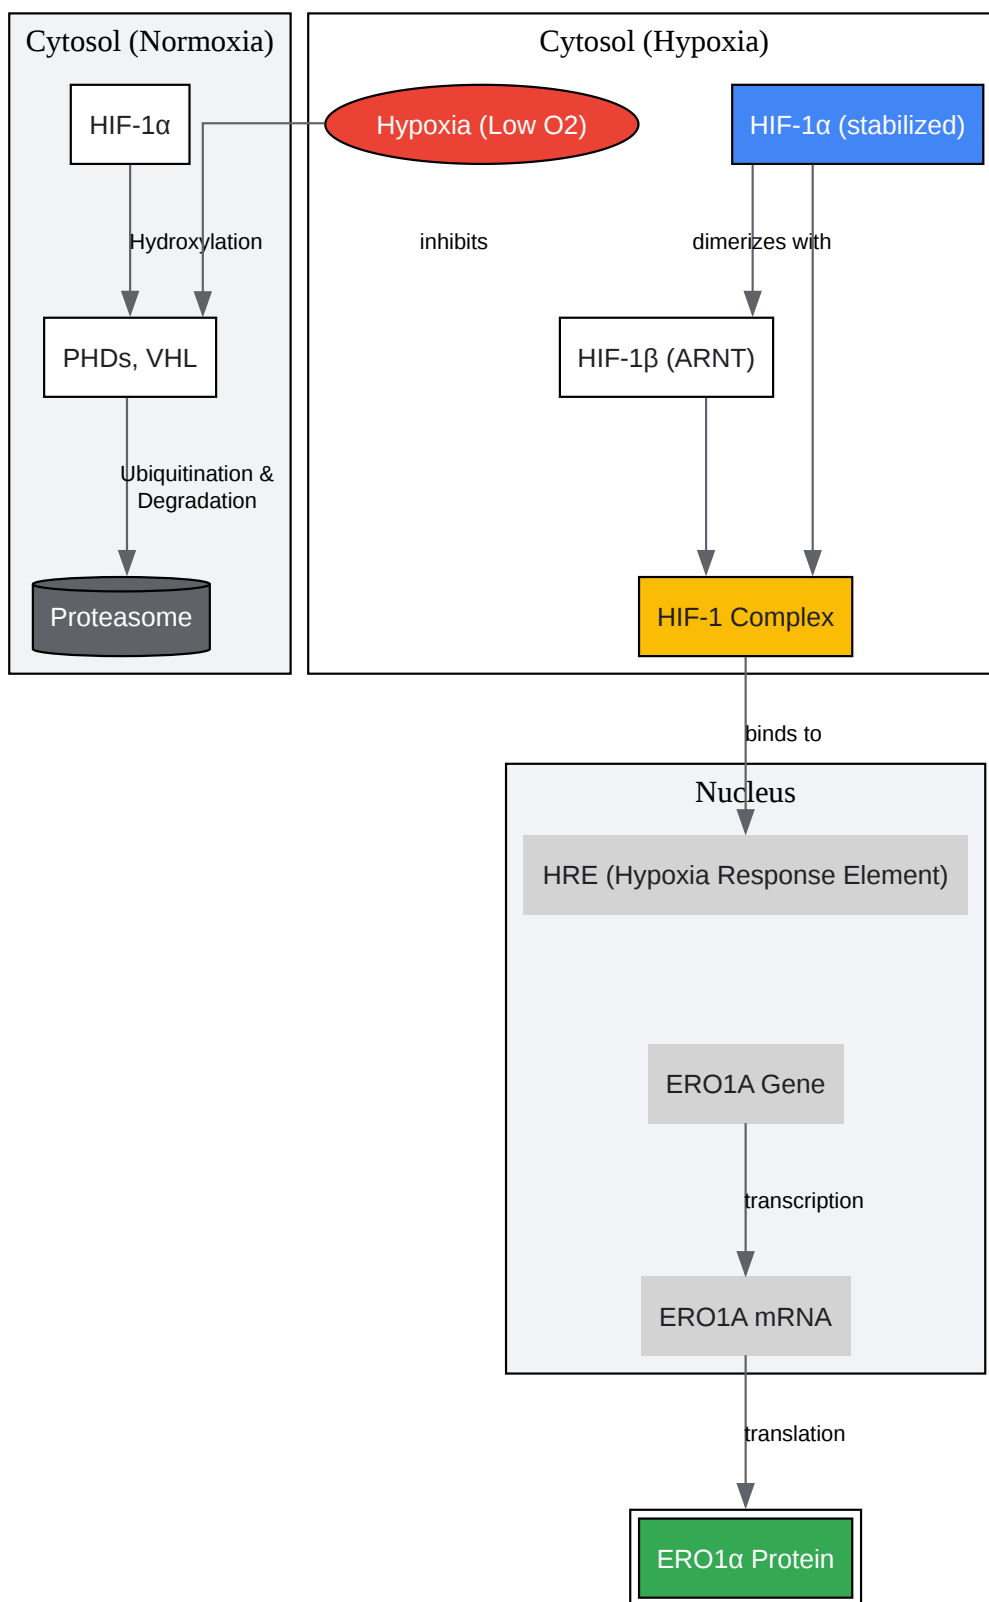 Cytosol (Normoxia)
Cytosol (Hypoxia)
HIF-1α
Hypoxia (Low O2)
HIF-1α (stabilized)
Hydroxylation
inhibits
dimerizes with
PHDs, VHL
HIF-1β (ARNT)
Ubiquitination &
Degradation
Proteasome
HIF-1 Complex
binds to
Nucleus
HRE (Hypoxia Response Element)
ERO1A Gene
transcription
ERO1A mRNA
translation
ERO1α Protein